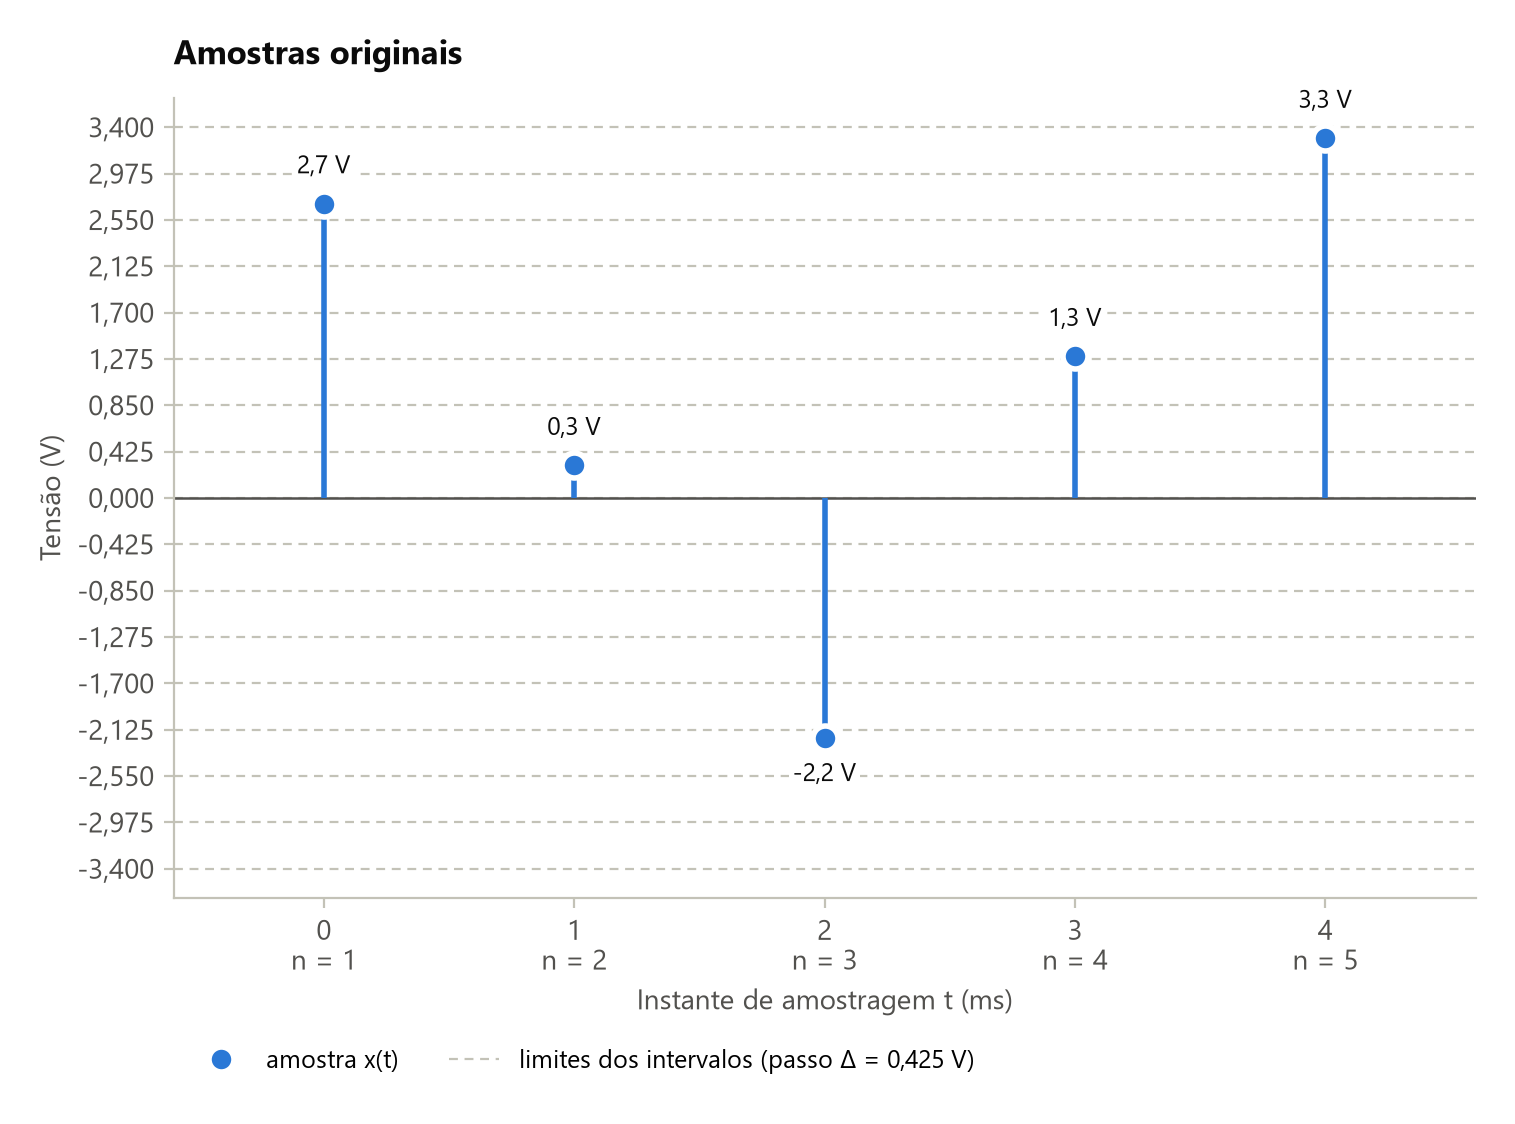 Amostras originais
3,3 V
3,400
2,7 V
2,975
2,550
2,125
1,700
1,3 V
1,275
0,850
0,3 V
0,425
0,000
Tensão (V)
-0,425
-0,850
-1,275
-1,700
-2,125
-2,2 V
-2,550
-2,975
-3,400
0 1 2 3 4
n = 1 n = 2 n = 3 n = 4 n = 5
Instante de amostragem t (ms)
amostra x(t) limites dos intervalos (passo Δ = 0,425 V)